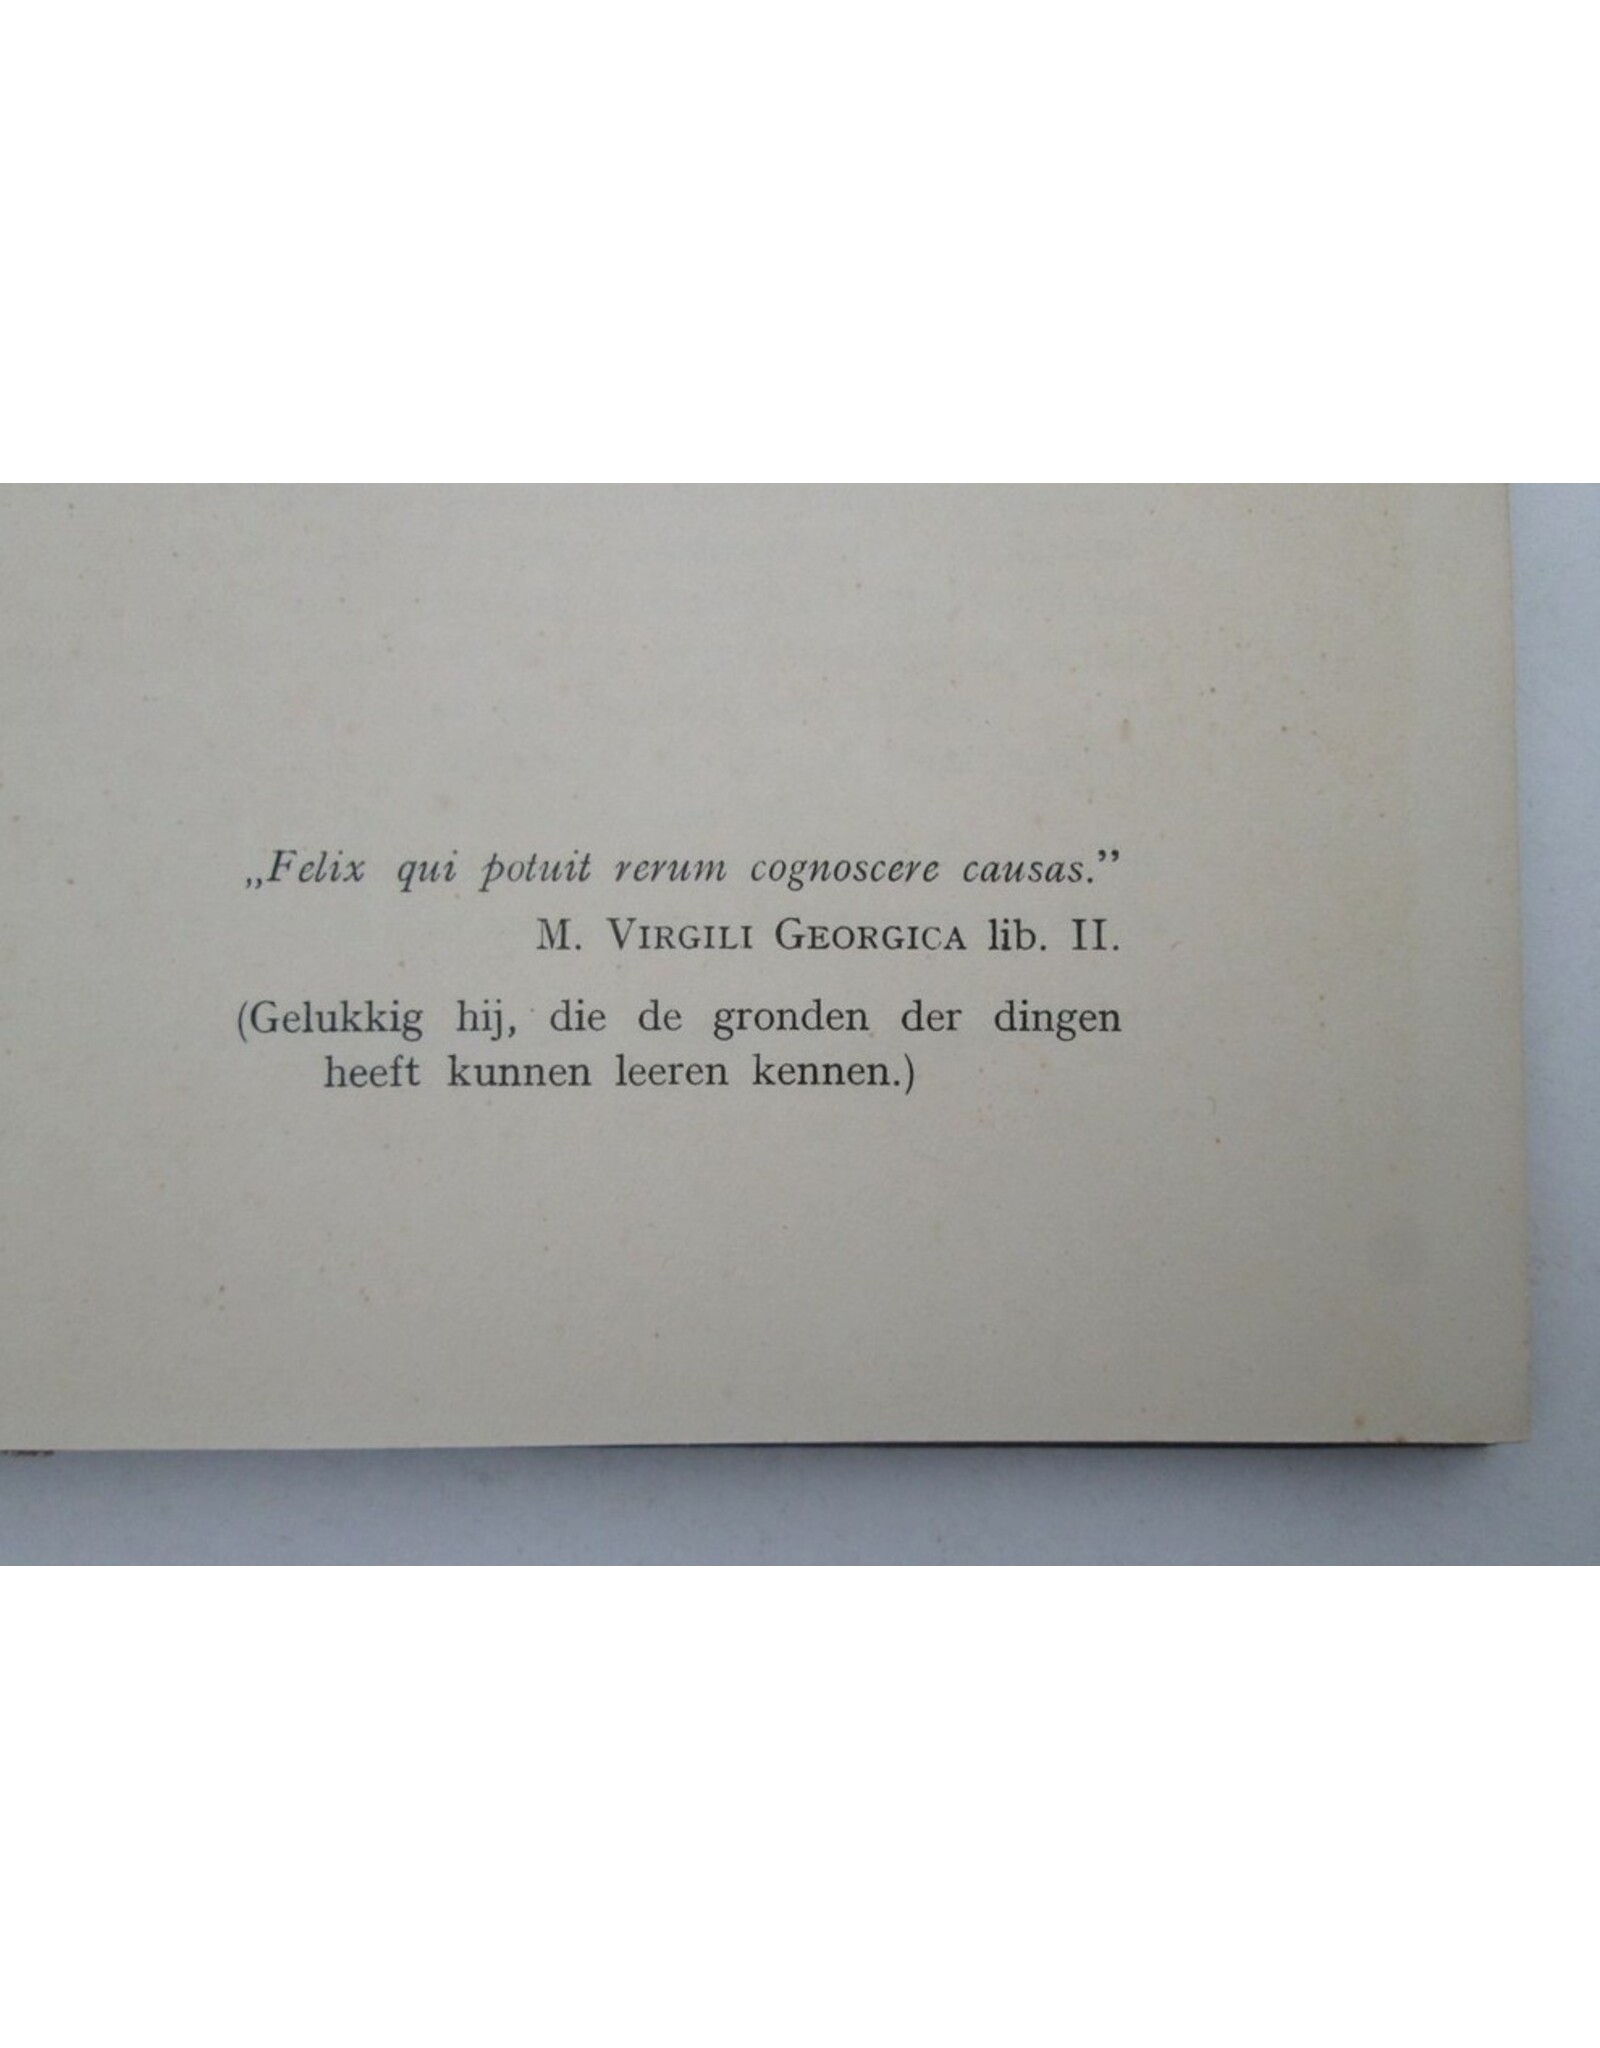 „Felix qui potuit rerum cognoscere causas.”
M. VIRGILI GEORGICA lib. II.
(Gelukkig hij, die de gronden der dingen
heeft kunnen leeren kennen.)